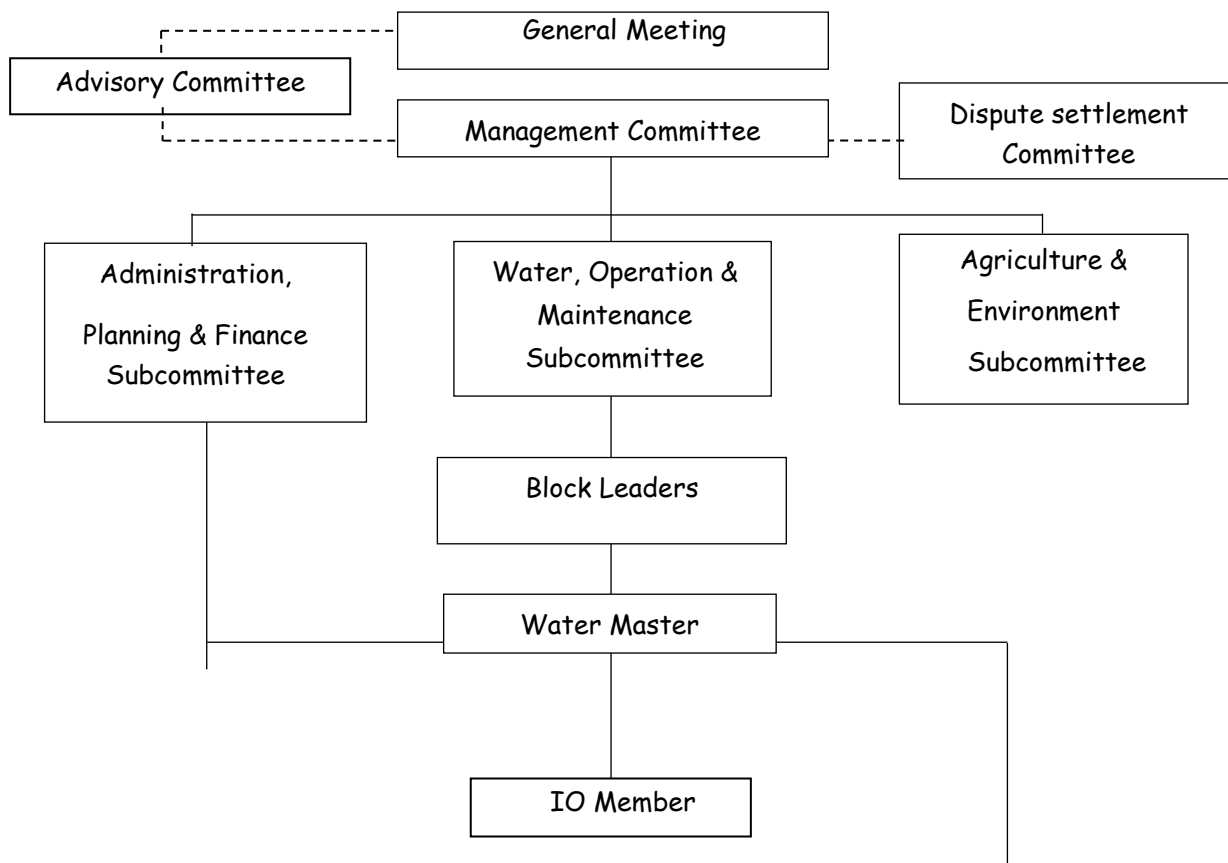 General Meeting
Advisory Committee
Management Committee
Dispute settlement
Committee
Administration,
Planning & Finance
Subcommittee
Water, Operation &
Maintenance
Subcommittee
Agriculture &
Environment
Subcommittee
Block Leaders
Water Master
IO Member